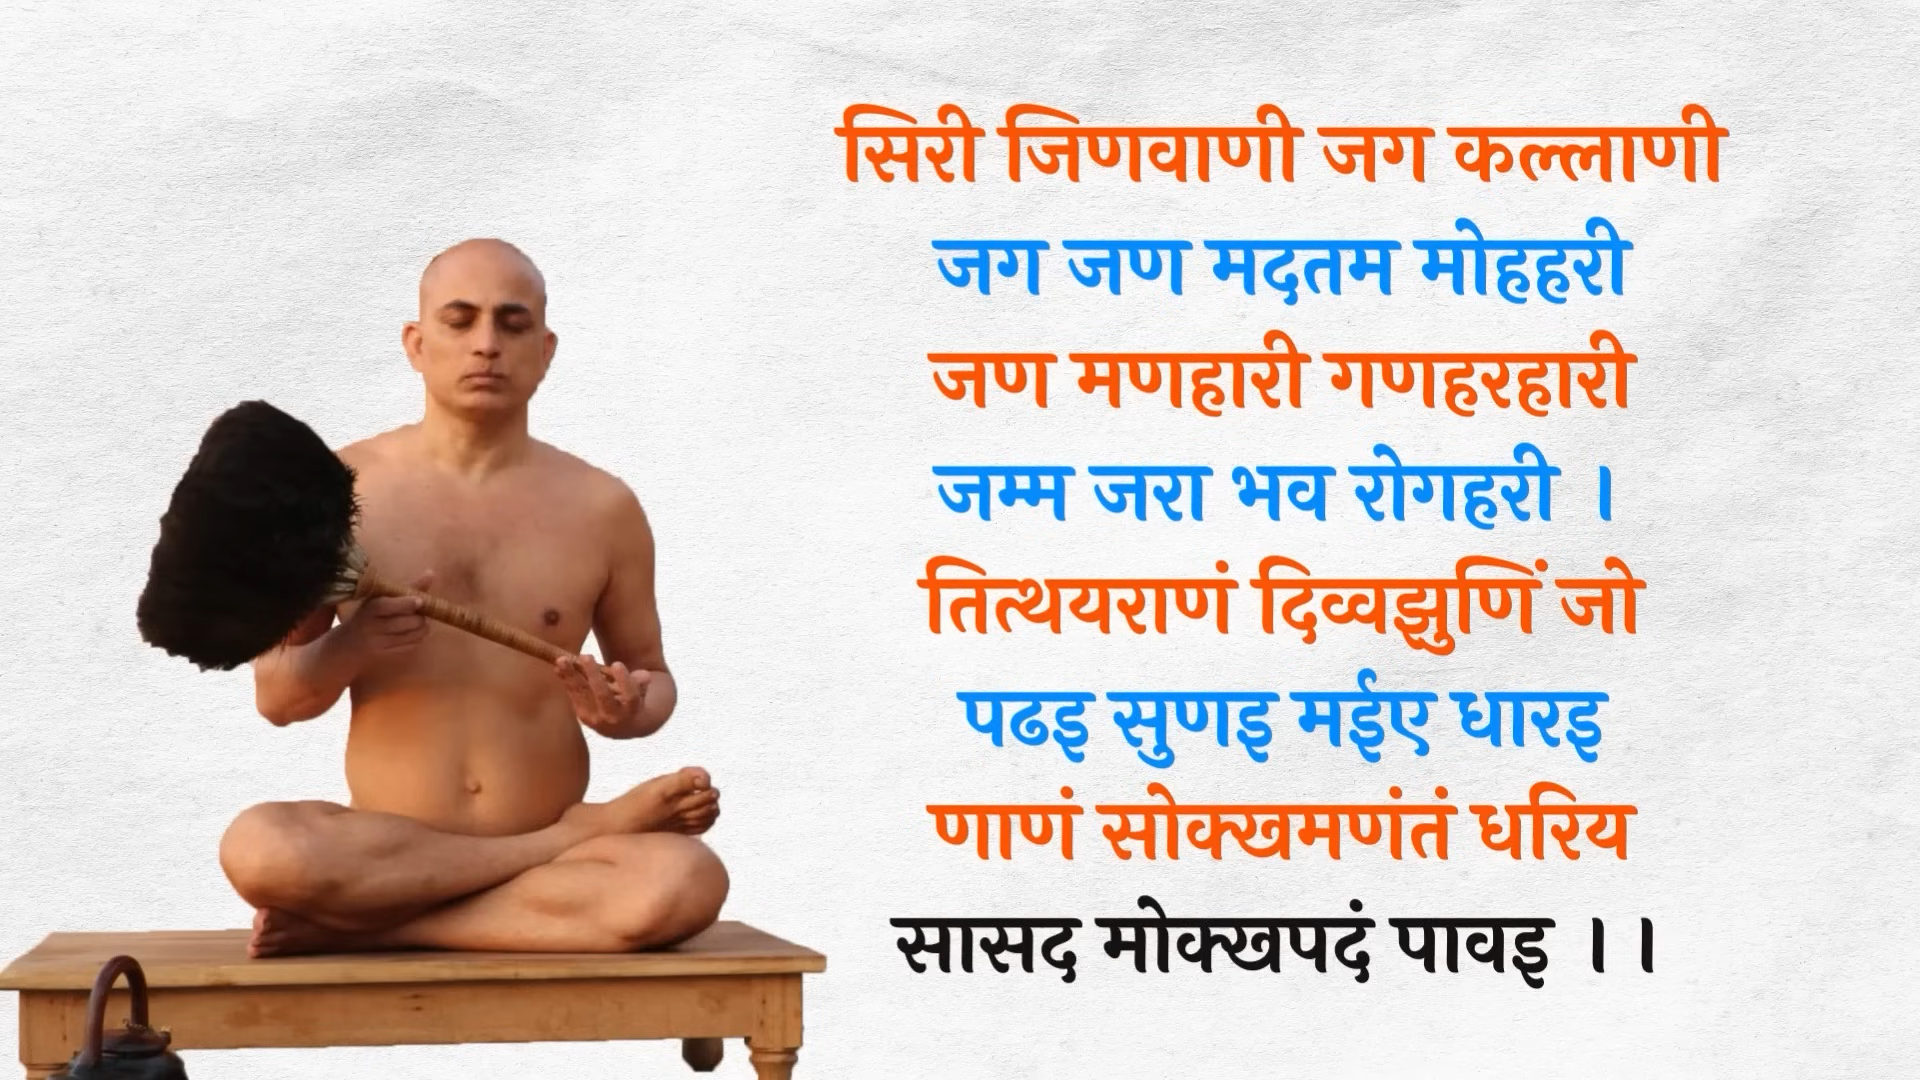 सिरी जिणवाणी जग कल्लाणी
जग जण मदतम मोहहरी
जण मणहारी गणहरहारी
जम्म जरा भव रोगहरी ।
तित्थयराणं दिव्वझुणिं जो
पढइ सुणइ मईए धारइ
णाणं सोक्खमणंतं धरिय
सासद मोक्खपदं पावइ ।।